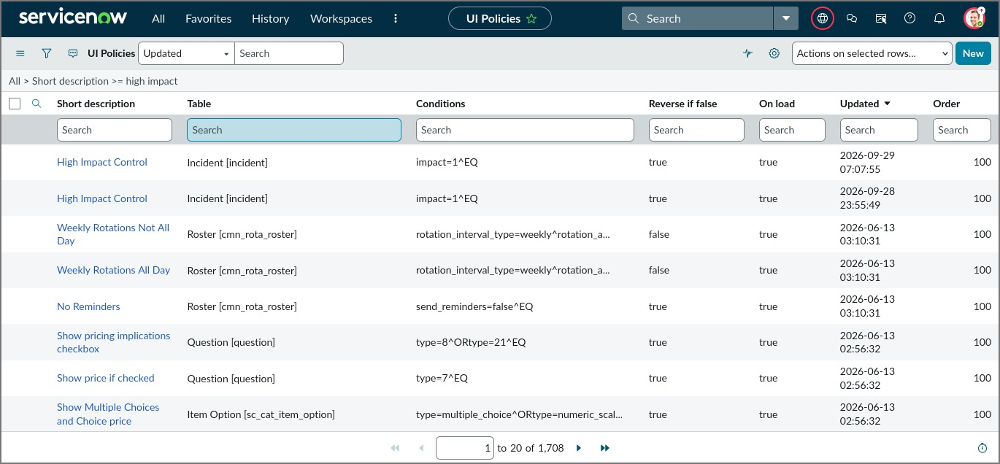 servicenow All Favorites History Workspaces UI Policies Search
UI Policies Updated Search Actions on selected rows... New
All > Short description >= high impact
Short description Table Conditions Reverse if false On load Updated Order
Search Search Search Search Search Search Search
High Impact Control Incident [incident] impact=1^EQ true true 2026-09-29 07:07:55 100
High Impact Control Incident [incident] impact=1^EQ true true 2026-09-28 23:55:49 100
Weekly Rotations Not All Day Roster [cmn_rota_roster] rotation_interval_type=weekly^rotation_a... false true 2026-06-13 03:10:31 100
Weekly Rotations All Day Roster [cmn_rota_roster] rotation_interval_type=weekly^rotation_a... false true 2026-06-13 03:10:31 100
No Reminders Roster [cmn_rota_roster] send_reminders=false^EQ true true 2026-06-13 03:10:31 100
Show pricing implications checkbox Question [question] type=8^ORtype=21^EQ true true 2026-06-13 02:56:32 100
Show price if checked Question [question] type=7^EQ true true 2026-06-13 02:56:32 100
Show Multiple Choices and Choice price Item Option [sc_cat_item_option] type=multiple_choice^ORtype=numeric_scal... true true 2026-06-13 02:56:32 100
1 to 20 of 1,708